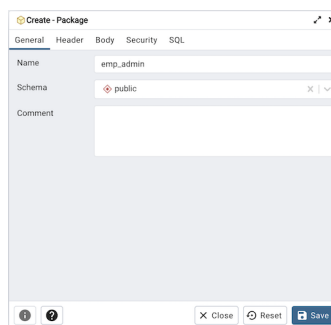 Create - Package
General Header Body Security SQL
Name emp_admin
Schema public
Comment
Close Reset Save